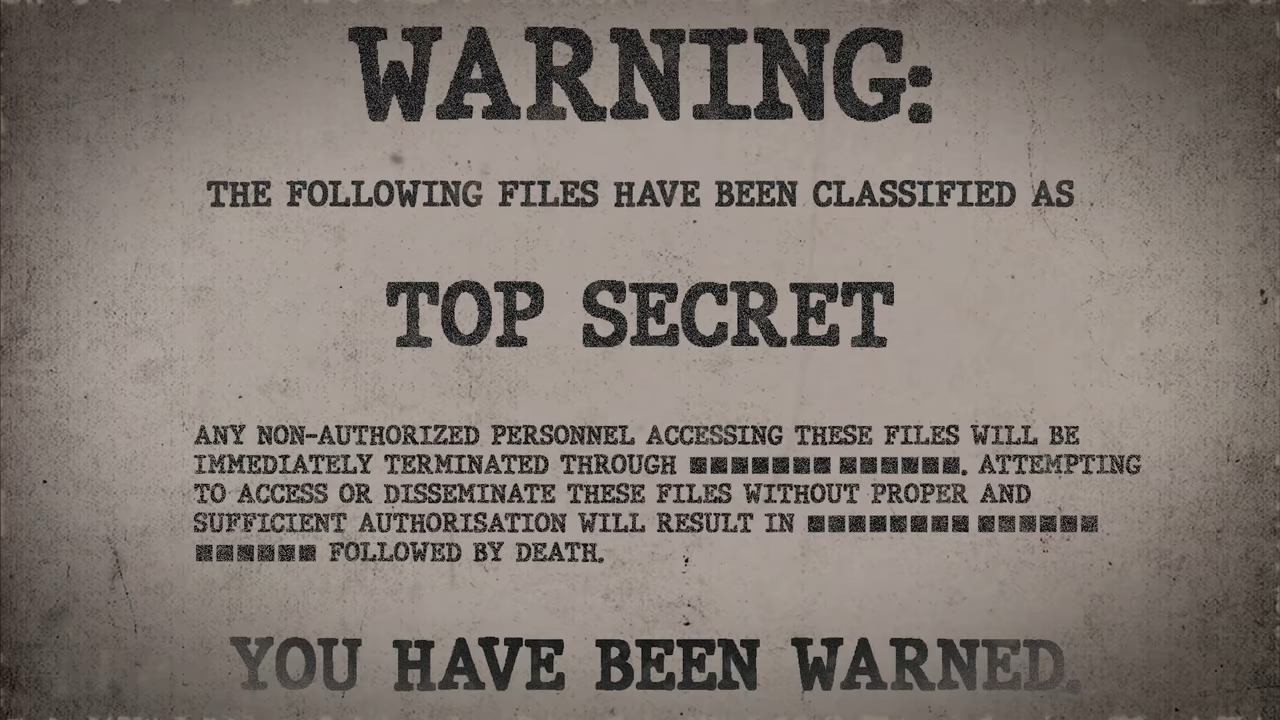 WARNING:
THE FOLLOWING FILES HAVE BEEN CLASSIFIED AS
TOP SECRET
ANY NON-AUTHORIZED PERSONNEL ACCESSING THESE FILES WILL BE
IMMEDIATELY TERMINATED THROUGH ■■■■■■■ ■■■■■■. ATTEMPTING
TO ACCESS OR DISSEMINATE THESE FILES WITHOUT PROPER AND
SUFFICIENT AUTHORISATION WILL RESULT IN ■■■■■■■■ ■■■■■■
■■■■■■ FOLLOWED BY DEATH.
YOU HAVE BEEN WARNED.